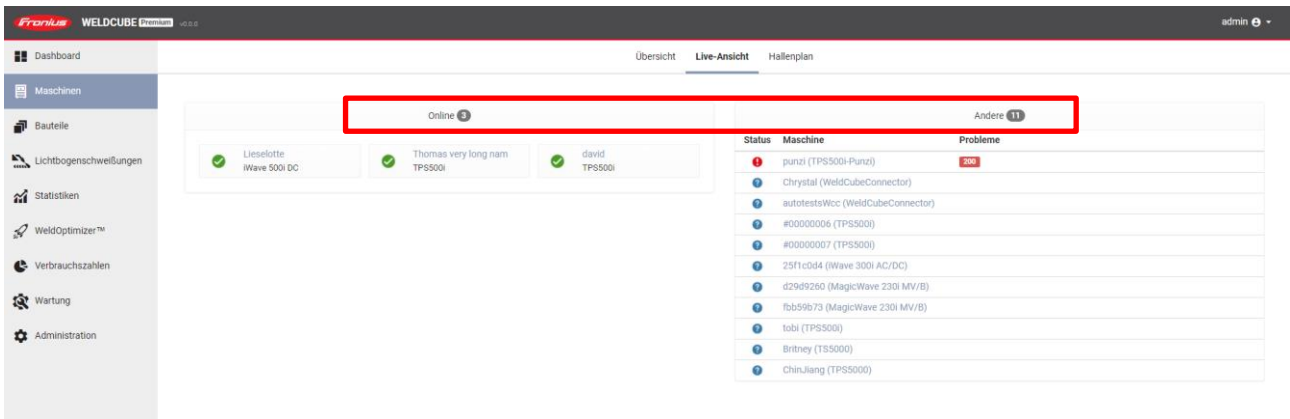 Fronius WELDCUBE Premium v0.0.0 admin
Übersicht Live-Ansicht Hallenplan
Dashboard
Maschinen
Bauteile
Lichtbogenschweißungen
Statistiken
WeldOptimizer™
Verbrauchszahlen
Wartung
Administration
Online 3
Lieselotte
iWave 500i DC
Thomas very long nam
TPS500i
david
TPS500i
Andere 11
Status Maschine Probleme
punzi (TPS500i-Punzi) 200
Chrystal (WeldCubeConnector)
autotestsWcc (WeldCubeConnector)
#00000006 (TPS500i)
#00000007 (TPS500i)
25f1c0d4 (iWave 300i AC/DC)
d29d9260 (MagicWave 230i MV/B)
fbb59b73 (MagicWave 230i MV/B)
tobi (TPS500i)
Britney (TS5000)
ChinJiang (TPS5000)